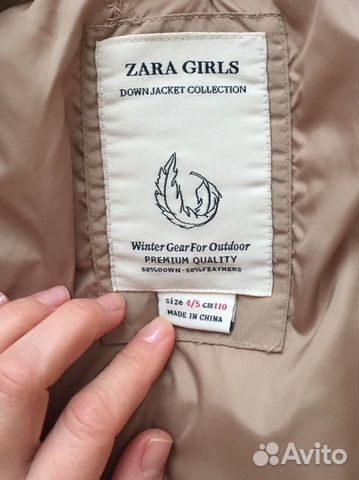 ZARA GIRLS
DOWN JACKET COLLECTION
Winter Gear For Outdoor
PREMIUM QUALITY
50%DOWN-50%FEATHERS
size 4/5 cm110
MADE IN CHINA
Avito